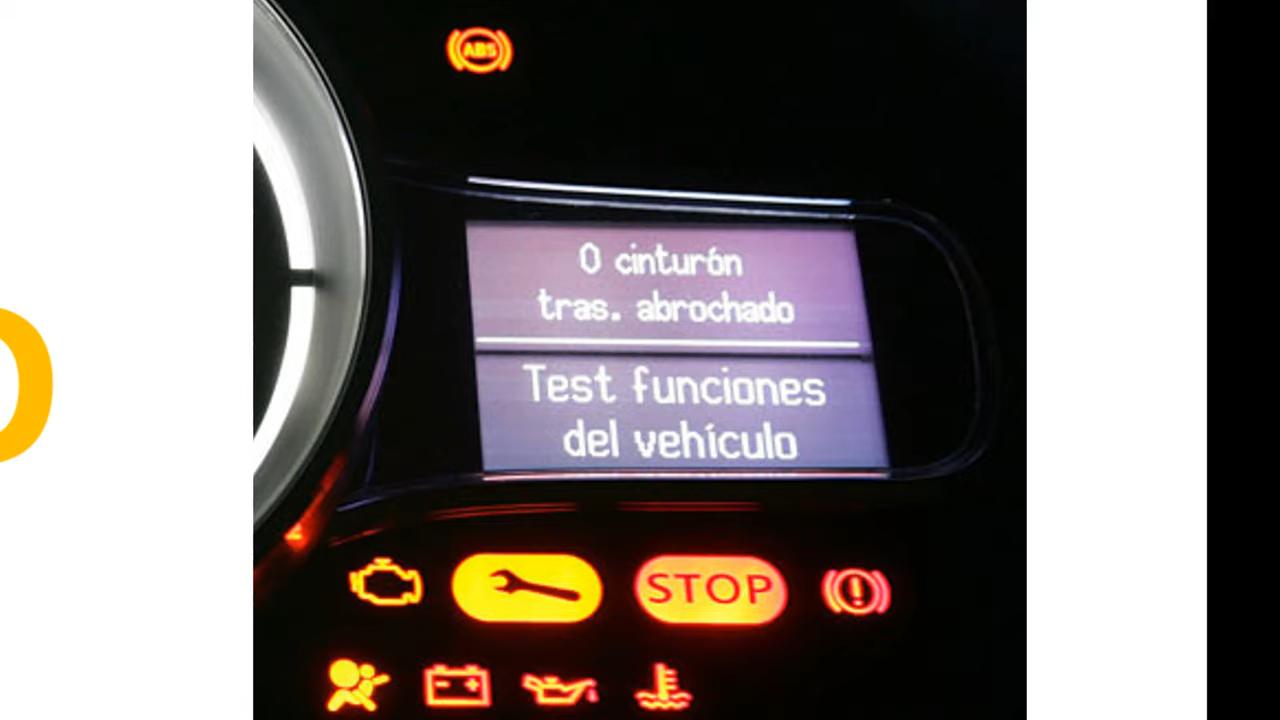 ABS
0 cinturón
tras. abrochado
Test funciones
del vehículo
STOP